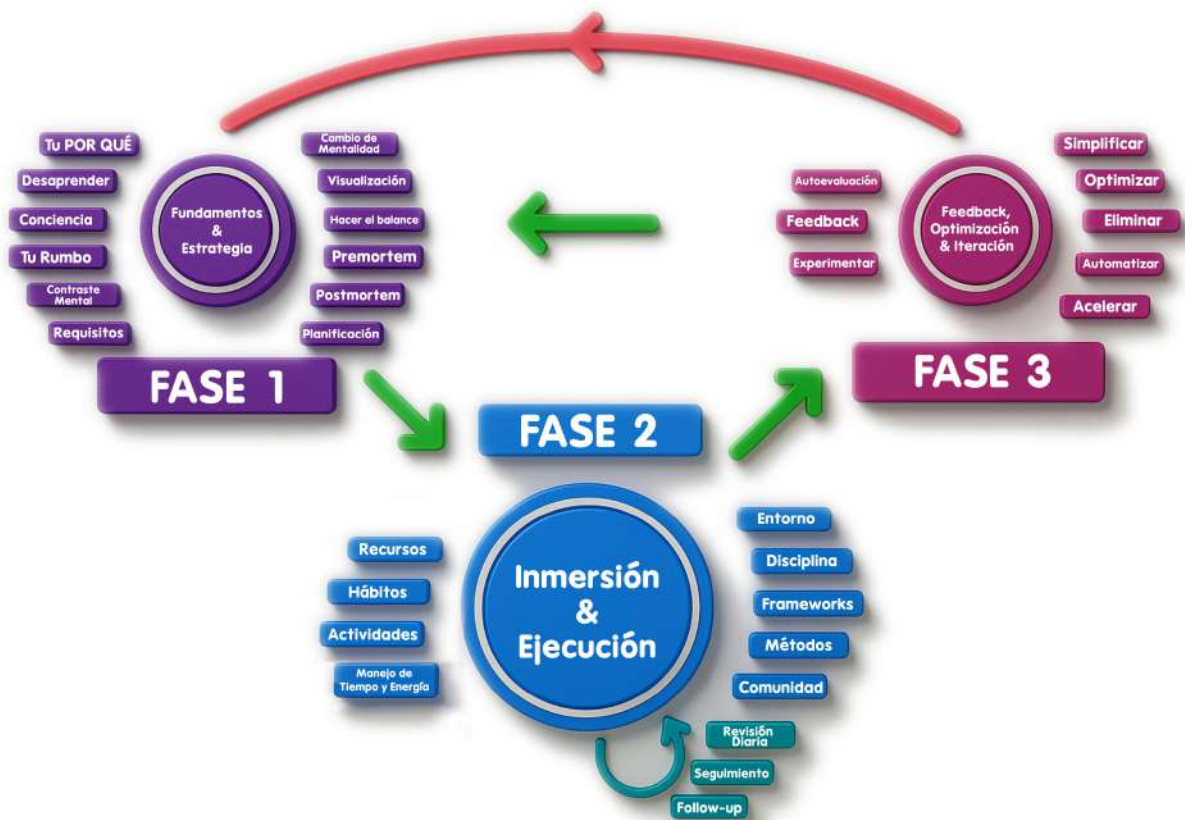 Tu POR QUÉ
Desaprender
Conciencia
Tu Rumbo
Contraste
Mental
Requisitos
Fundamentos
&
Estrategia
Cambio de
Mentalidad
Visualización
Hacer el balance
Premortem
Postmortem
Planificación
FASE 1
FASE 2
Recursos
Hábitos
Actividades
Manejo de
Tiempo y Energía
Inmersión
&
Ejecución
Entorno
Disciplina
Frameworks
Métodos
Comunidad
Revisión
Diaria
Seguimiento
Follow-up
Autoevaluación
Feedback
Experimentar
Feedback,
Optimización
& Iteración
Simplificar
Optimizar
Eliminar
Automatizar
Acelerar
FASE 3